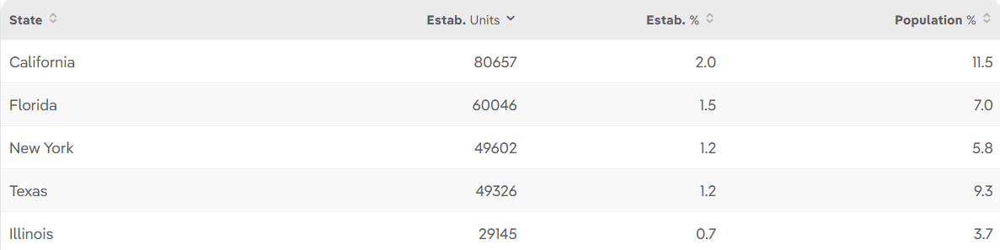 State Estab. Units Estab. % Population %
California 80657 2.0 11.5
Florida 60046 1.5 7.0
New York 49602 1.2 5.8
Texas 49326 1.2 9.3
Illinois 29145 0.7 3.7